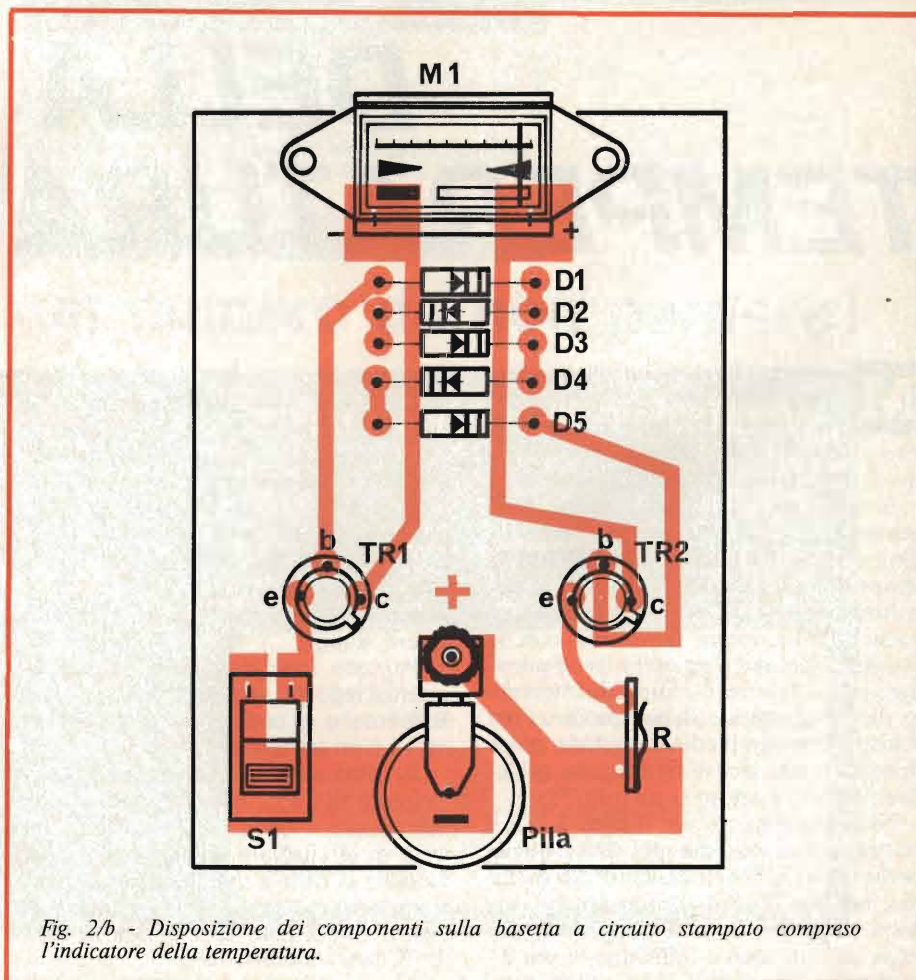 M1
- +
D1
D2
D3
D4
D5
b TR1
e c
b TR2
e c
+
R
S1
-
Pila
Fig. 2/b - Disposizione dei componenti sulla basetta a circuito stampato compreso
l'indicatore della temperatura.